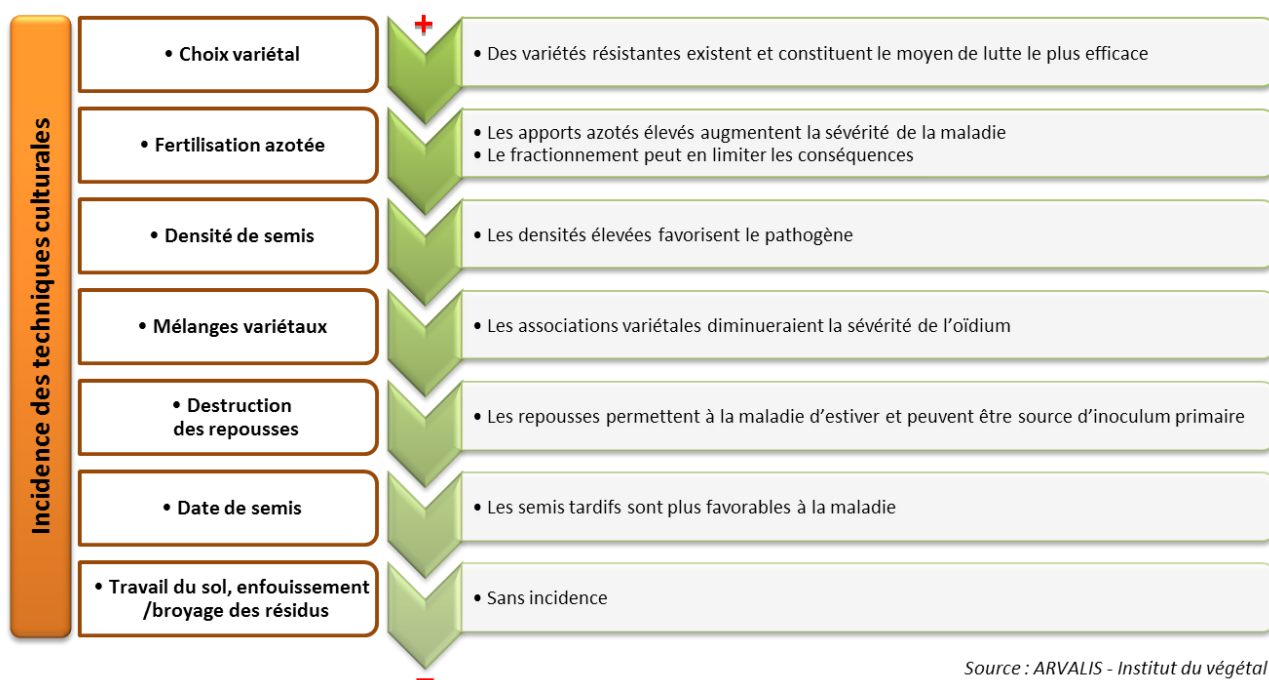 Incidence des techniques culturales
+
• Choix variétal
• Des variétés résistantes existent et constituent le moyen de lutte le plus efficace
• Fertilisation azotée
• Les apports azotés élevés augmentent la sévérité de la maladie
• Le fractionnement peut en limiter les conséquences
• Densité de semis
• Les densités élevées favorisent le pathogène
• Mélanges variétaux
• Les associations variétales diminueraient la sévérité de l’oïdium
• Destruction
des repousses
• Les repousses permettent à la maladie d’estiver et peuvent être source d’inoculum primaire
• Date de semis
• Les semis tardifs sont plus favorables à la maladie
• Travail du sol, enfouissement
/broyage des résidus
• Sans incidence
–
Source : ARVALIS - Institut du végétal